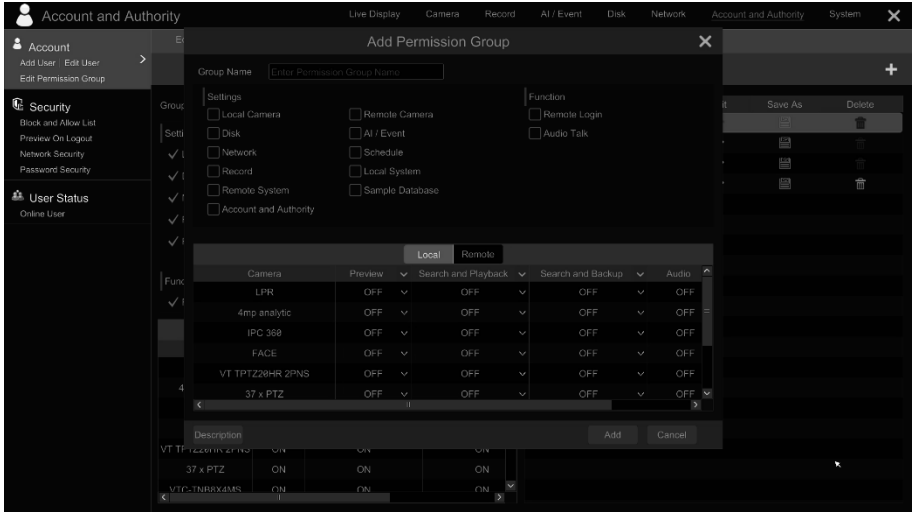 Account and Authority
Live Display Camera Record AI / Event Disk Network Account and Authority System
Account
Add User Edit User
Edit Permission Group
Security
Block and Allow List
Preview On Logout
Network Security
Password Security
User Status
Online User
Add Permission Group
Group Name Enter Permission Group Name
Settings Function
Local Camera Remote Camera Remote Login
Disk AI / Event Audio Talk
Network Schedule
Record Local System
Remote System Sample Database
Account and Authority
Save As Delete
Local Remote
Camera Preview Search and Playback Search and Backup Audio
LPR OFF OFF OFF OFF
4mp analytic OFF OFF OFF OFF
IPC 360 OFF OFF OFF OFF
FACE OFF OFF OFF OFF
VT TPTZ20HR 2PNS OFF OFF OFF OFF
37 x PTZ OFF OFF OFF OFF
Description Add Cancel
37 x PTZ ON ON ON
VTC-TNB8X4MS ON ON ON